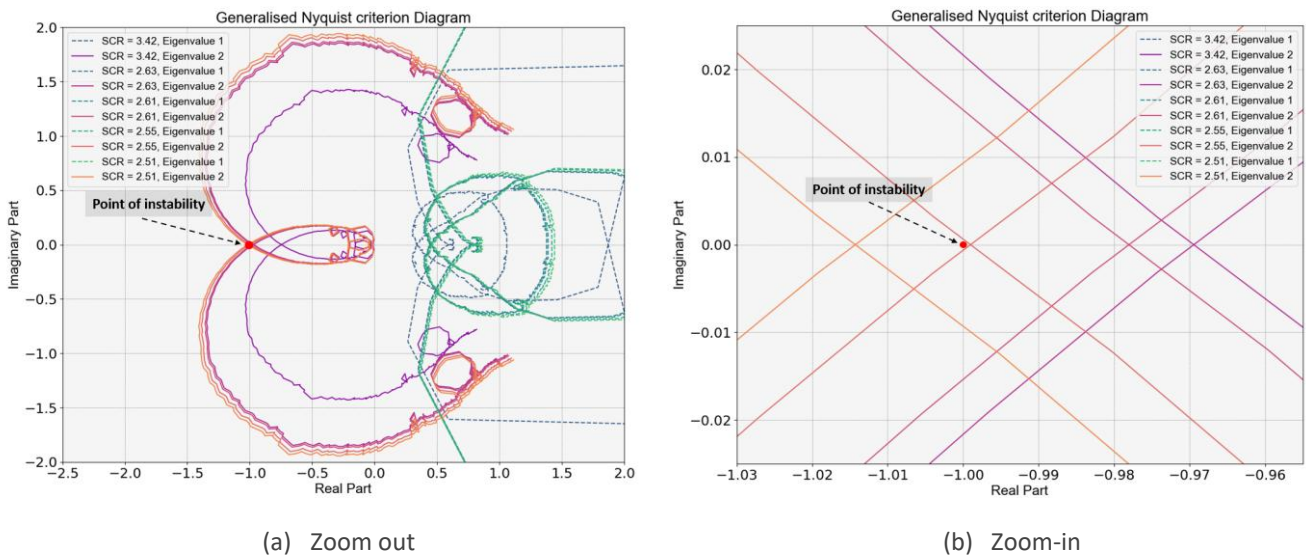 Generalised Nyquist criterion Diagram
2.0
1.5
1.0
0.5
0.0
−0.5
−1.0
−1.5
−2.0
Imaginary Part
SCR = 3.42, Eigenvalue 1
SCR = 3.42, Eigenvalue 2
SCR = 2.63, Eigenvalue 1
SCR = 2.63, Eigenvalue 2
SCR = 2.61, Eigenvalue 1
SCR = 2.61, Eigenvalue 2
SCR = 2.55, Eigenvalue 1
SCR = 2.55, Eigenvalue 2
SCR = 2.51, Eigenvalue 1
SCR = 2.51, Eigenvalue 2
Point of instability
−2.5 −2.0 −1.5 −1.0 −0.5 0.0 0.5 1.0 1.5 2.0
Real Part
(a) Zoom out
Generalised Nyquist criterion Diagram
0.02
0.01
0.00
−0.01
−0.02
Imaginary Part
SCR = 3.42, Eigenvalue 1
SCR = 3.42, Eigenvalue 2
SCR = 2.63, Eigenvalue 1
SCR = 2.63, Eigenvalue 2
SCR = 2.61, Eigenvalue 1
SCR = 2.61, Eigenvalue 2
SCR = 2.55, Eigenvalue 1
SCR = 2.55, Eigenvalue 2
SCR = 2.51, Eigenvalue 1
SCR = 2.51, Eigenvalue 2
Point of instability
−1.03 −1.02 −1.01 −1.00 −0.99 −0.98 −0.97 −0.96
Real Part
(b) Zoom-in